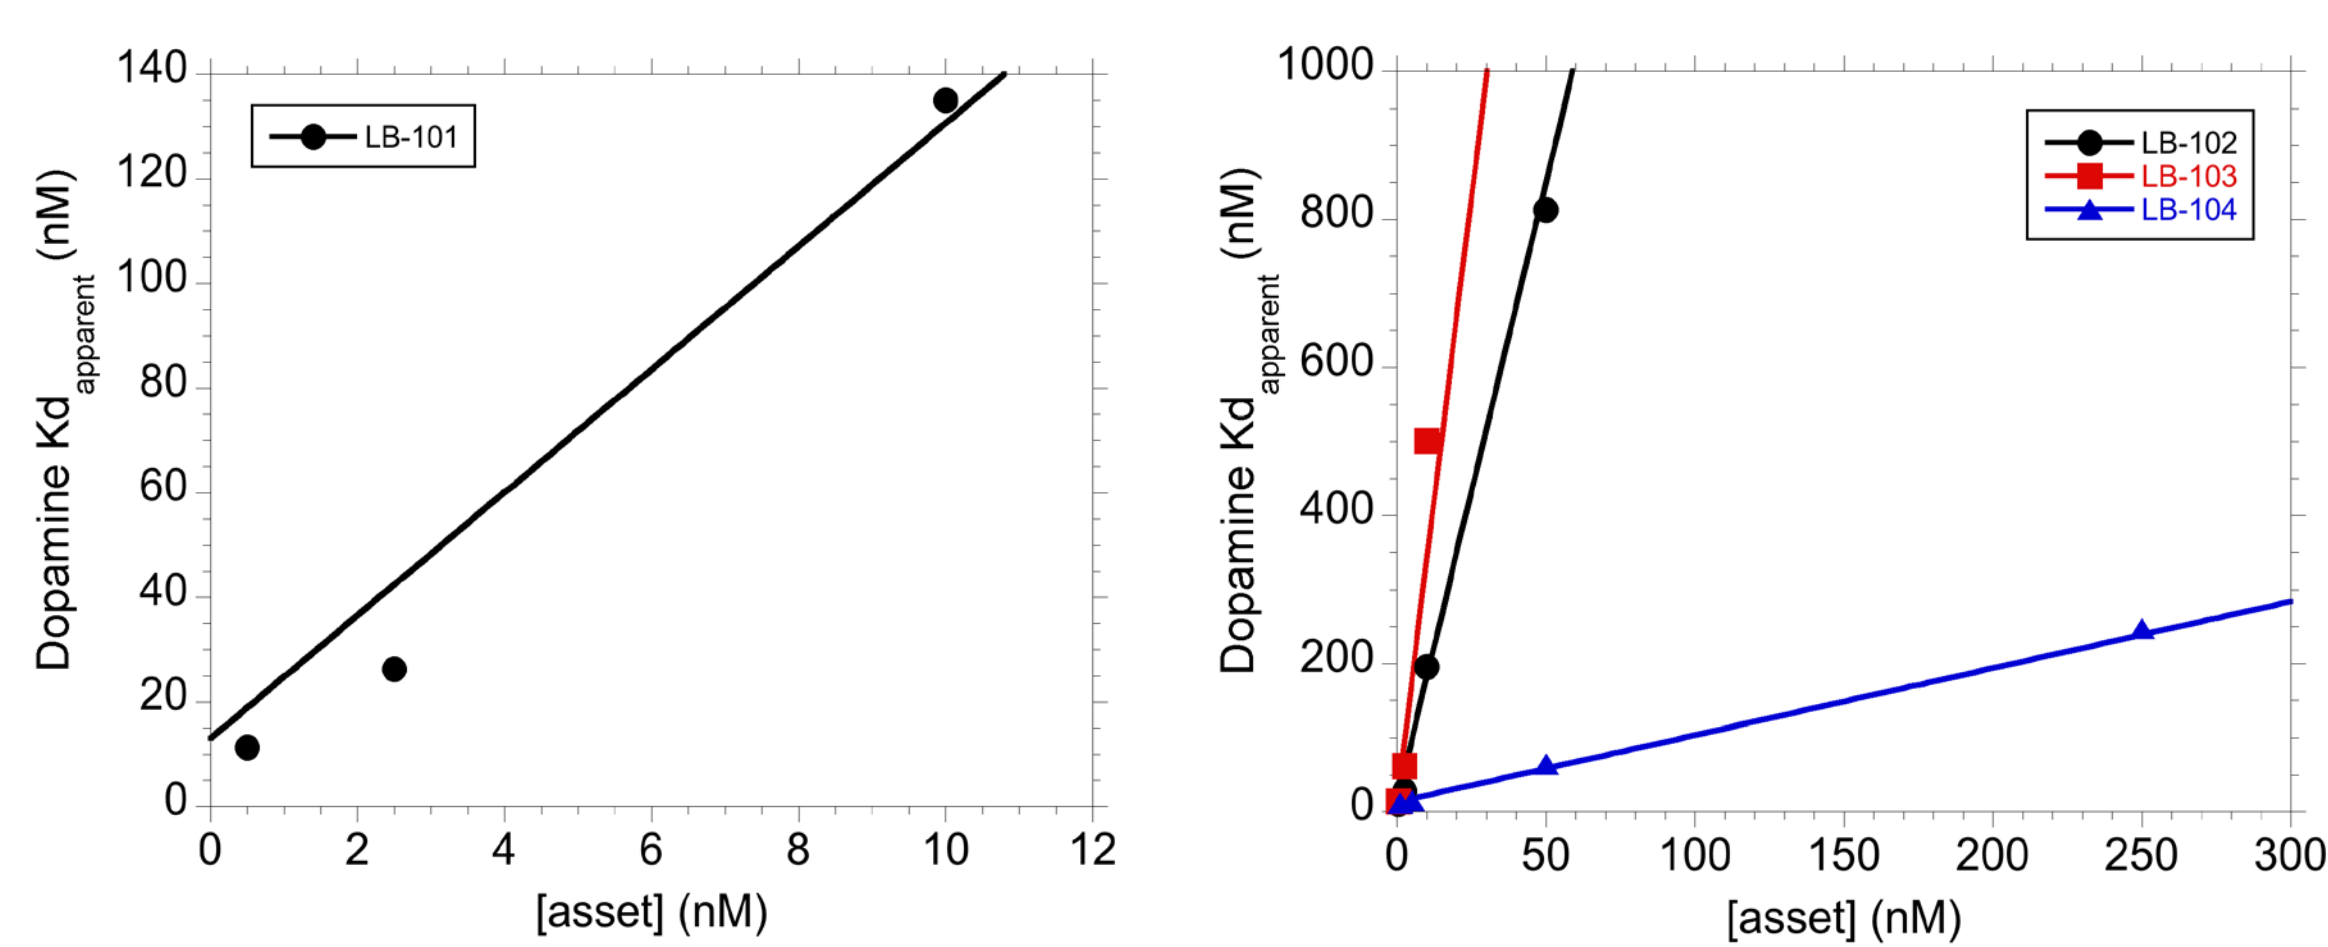 Dopamine Kd apparent (nM)
140
120
100
80
60
40
20
0
LB-101
0 2 4 6 8 10 12
[asset] (nM)
Dopamine Kd apparent (nM)
1000
800
600
400
200
0
LB-102
LB-103
LB-104
0 50 100 150 200 250 300
[asset] (nM)